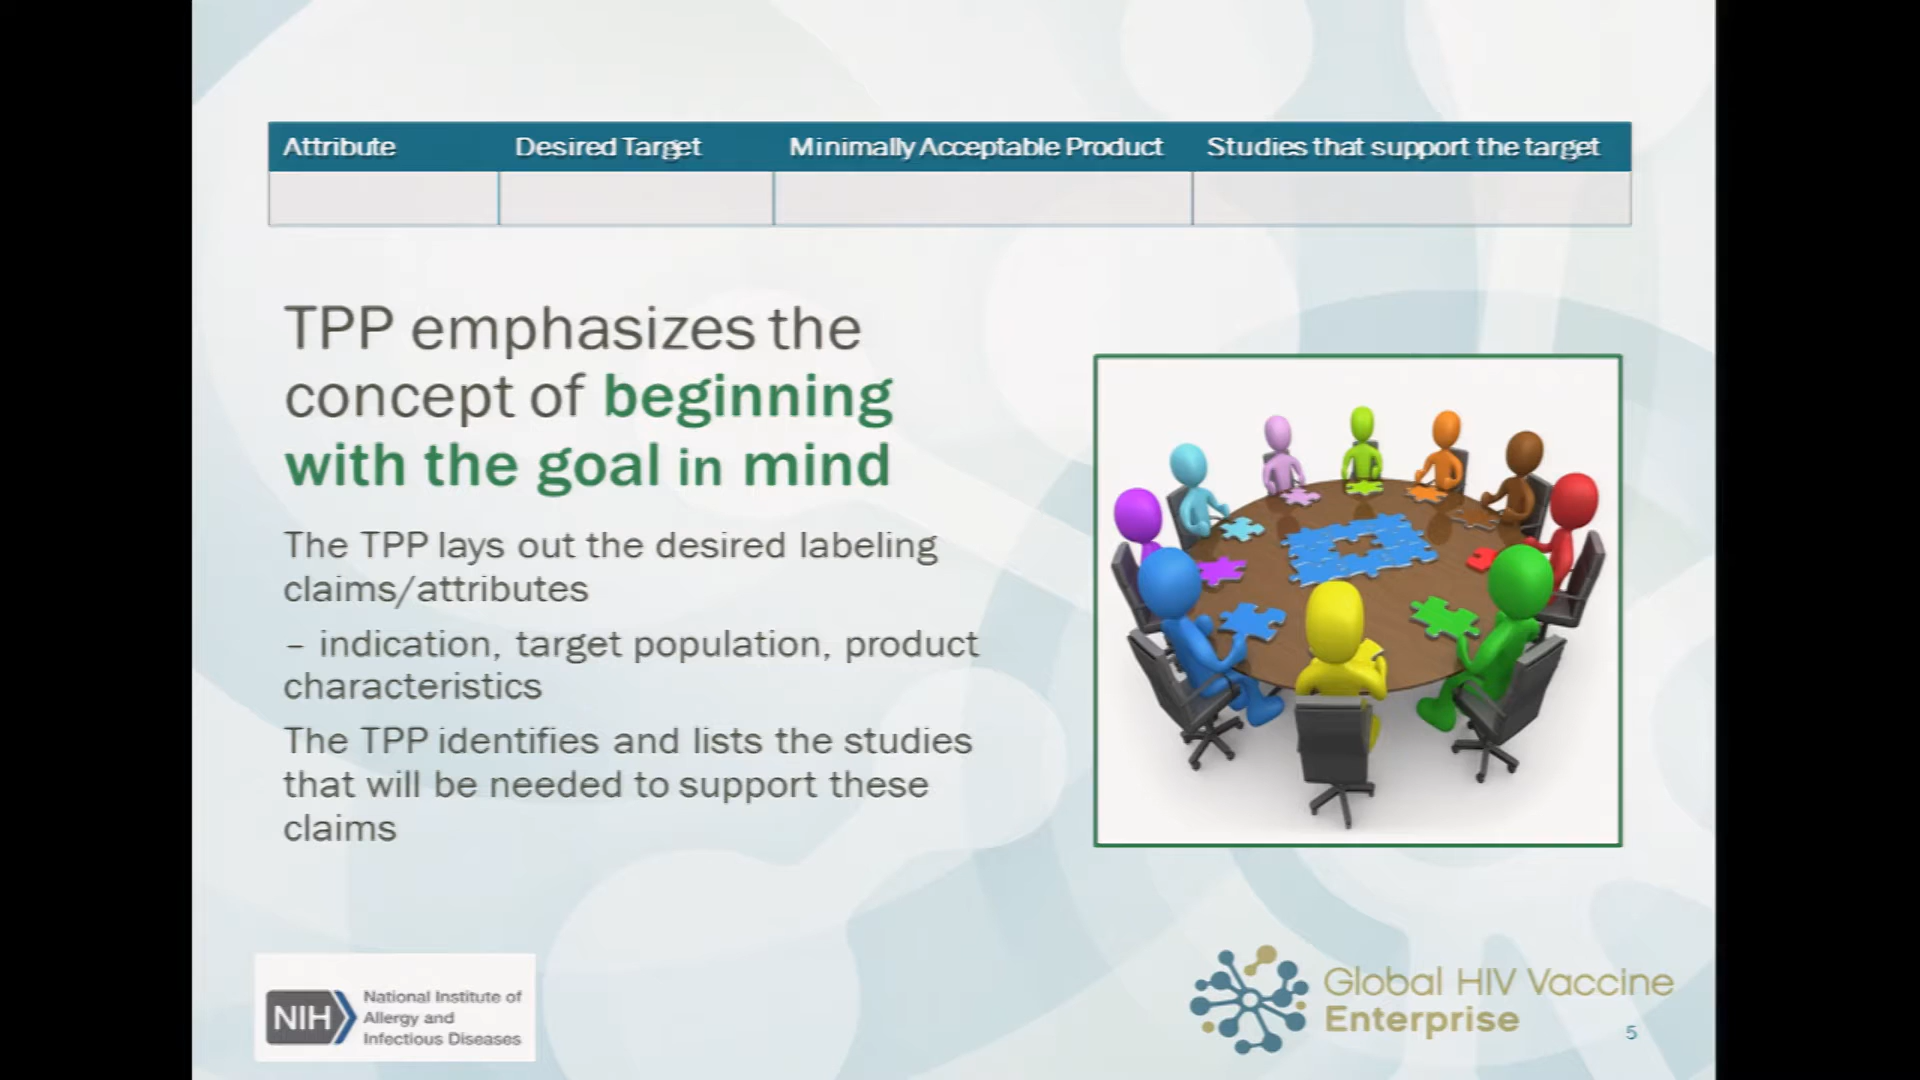 Attribute
Desired Target
Minimally Acceptable Product
Studies that support the target
TPP emphasizes the
concept of beginning
with the goal in mind
The TPP lays out the desired labeling
claims/attributes
– indication, target population, product
characteristics
The TPP identifies and lists the studies
that will be needed to support these
claims
NIH
National Institute of
Allergy and
Infectious Diseases
Global HIV Vaccine
Enterprise
5